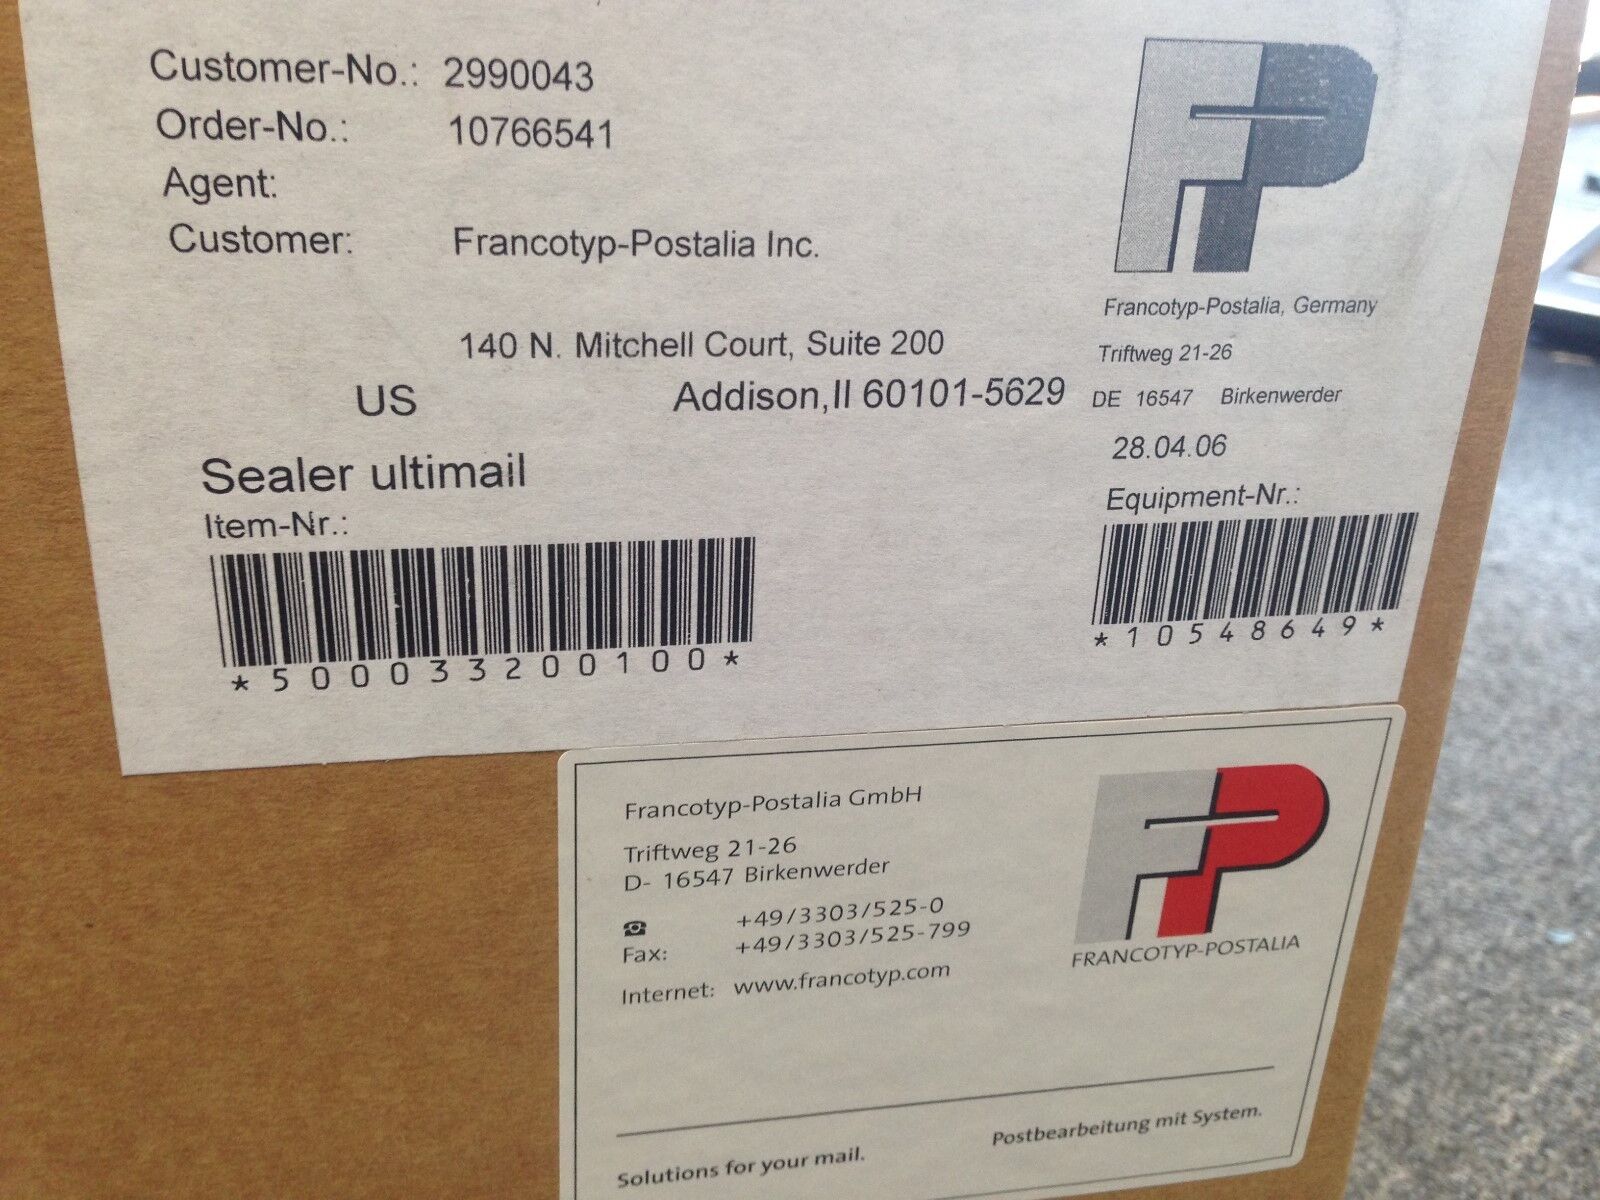 Customer-No.: 2990043
Order-No.: 10766541
Agent:
Customer: Francotyp-Postalia Inc.
140 N. Mitchell Court, Suite 200
US Addison,Il 60101-5629
Sealer ultimail
Item-Nr.:
*500033200100*
FP
Francotyp-Postalia, Germany
Triftweg 21-26
DE 16547 Birkenwerder
28.04.06
Equipment-Nr.:
*10548649*
Francotyp-Postalia GmbH
Triftweg 21-26
D- 16547 Birkenwerder
☎ +49/3303/525-0
Fax: +49/3303/525-799
Internet: www.francotyp.com
FP
FRANCOTYP-POSTALIA
Solutions for your mail. Postbearbeitung mit System.